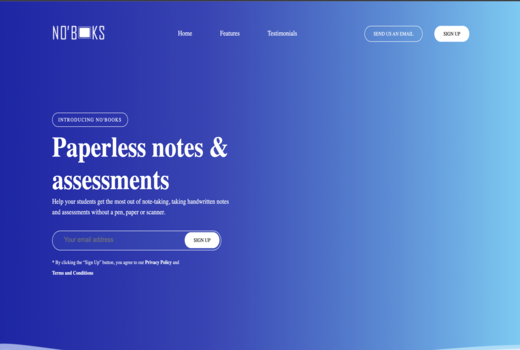 NO'BOOKS
Home
Features
Testimonials
SEND US AN EMAIL
SIGN UP
INTRODUCING NO'BOOKS
Paperless notes &
assessments
Help your students get the most out of note-taking, taking handwritten notes
and assessments without a pen, paper or scanner.
Your email address
SIGN UP
* By clicking the "Sign Up" button, you agree to our Privacy Policy and
Terms and Conditions